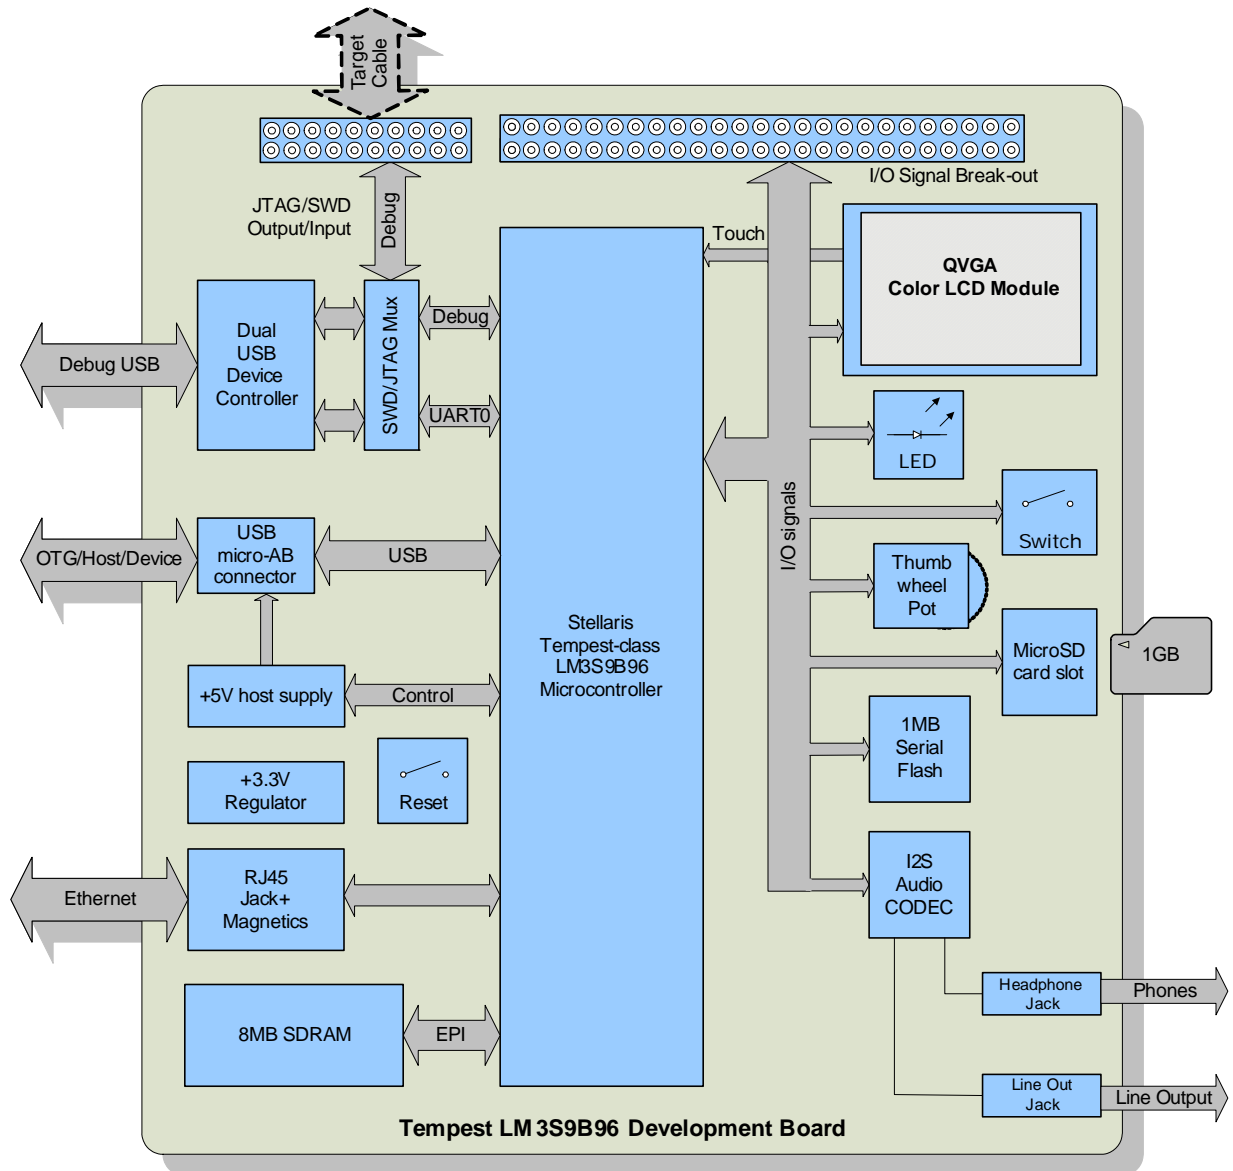 Target
Cable
I/O Signal Break-out
JTAG/SWD
Output/Input
Debug
Touch
QVGA
Color LCD Module
Dual
USB
Device
Controller
SWD/JTAG Mux
Debug
UART0
Debug USB
LED
I/O signals
Switch
USB
micro-AB
connector
OTG/Host/Device
USB
Thumb
wheel
Pot
Stellaris
Tempest-class
LM3S9B96
Microcontroller
MicroSD
card slot
1GB
+5V host supply
Control
1MB
Serial
Flash
+3.3V
Regulator
Reset
I2S
Audio
CODEC
RJ45
Jack+
Magnetics
Ethernet
Headphone
Jack
Phones
8MB SDRAM
EPI
Line Out
Jack
Line Output
Tempest LM3S9B96 Development Board